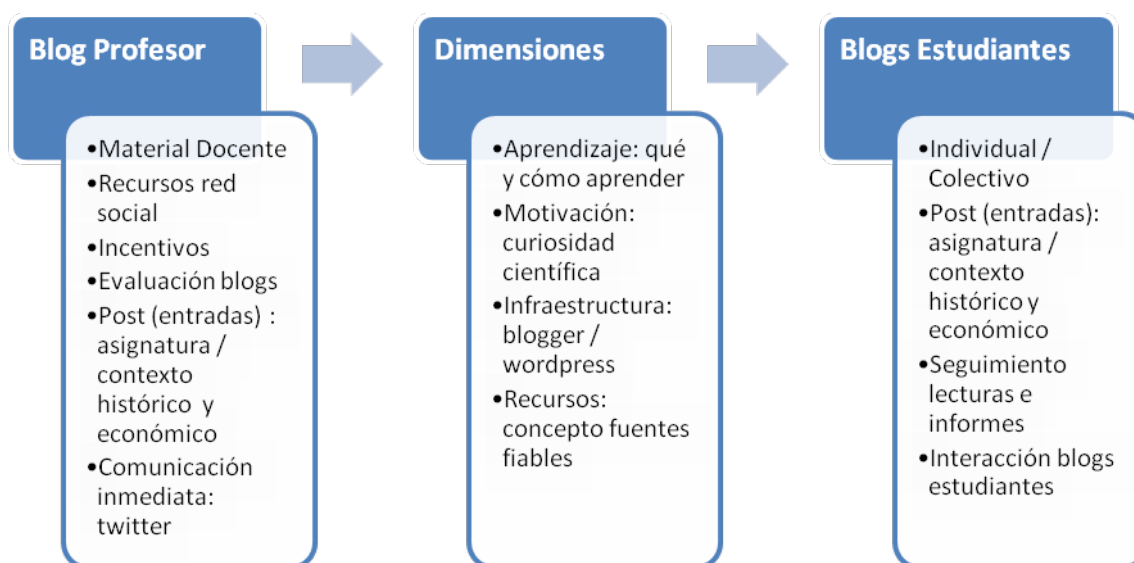 Blog Profesor
•Material Docente
•Recursos red
social
•Incentivos
•Evaluación blogs
•Post (entradas) :
asignatura /
contexto
histórico y
económico
•Comunicación
inmediata:
twitter
Dimensiones
•Aprendizaje: qué
y cómo aprender
•Motivación:
curiosidad
científica
•Infraestructura:
blogger /
wordpress
•Recursos:
concepto fuentes
fiables
Blogs Estudiantes
•Individual /
Colectivo
•Post (entradas):
asignatura /
contexto
histórico y
económico
•Seguimiento
lecturas e
informes
•Interacción blogs
estudiantes